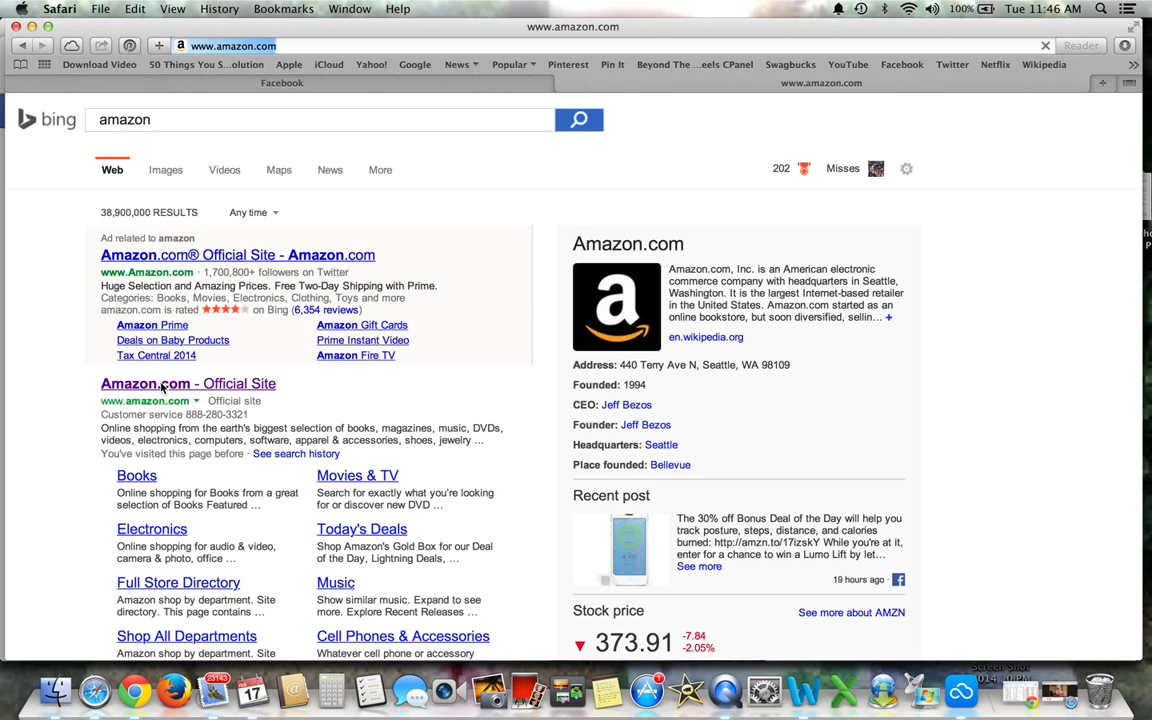 Safari File Edit View History Bookmarks Window Help 100% Tue 11:46 AM
www.amazon.com
www.amazon.com Reader
Download Video 50 Things You S...olution Apple iCloud Yahoo! Google News Popular Pinterest Pin It Beyond The ...eels CPanel Swagbucks YouTube Facebook Twitter Netflix Wikipedia
Facebook www.amazon.com
bing amazon
Web Images Videos Maps News More 202 Misses
38,900,000 RESULTS Any time
Ad related to amazon
Amazon.com® Official Site - Amazon.com
www.Amazon.com · 1,700,800+ followers on Twitter
Huge Selection and Amazing Prices. Free Two-Day Shipping with Prime.
Categories: Books, Movies, Electronics, Clothing, Toys and more
amazon.com is rated ★★★★★ on Bing (6,354 reviews)
Amazon Prime Amazon Gift Cards
Deals on Baby Products Prime Instant Video
Tax Central 2014 Amazon Fire TV
Amazon.com - Official Site
www.amazon.com Official site
Customer service 888-280-3321
Online shopping from the earth's biggest selection of books, magazines, music, DVDs,
videos, electronics, computers, software, apparel & accessories, shoes, jewelry ...
You've visited this page before · See search history
Books Movies & TV
Online shopping for Books from a great Search for exactly what you're looking
selection of Books Featured ... for or discover new DVD ...
Electronics Today's Deals
Online shopping for audio & video, Shop Amazon's Gold Box for our Deal
camera & photo, office ... of the Day, Lightning Deals, ...
Full Store Directory Music
Amazon shop by department. Site Show similar music. Expand to see
directory. This page contains ... more. Explore Recent Releases ...
Shop All Departments Cell Phones & Accessories
Amazon shop by department. Site Whatever cell phone or accessory
Amazon.com
a
Amazon.com, Inc. is an American electronic
commerce company with headquarters in Seattle,
Washington. It is the largest Internet-based retailer
in the United States. Amazon.com started as an
online bookstore, but soon diversified, sellin... +
en.wikipedia.org
Address: 440 Terry Ave N, Seattle, WA 98109
Founded: 1994
CEO: Jeff Bezos
Founder: Jeff Bezos
Headquarters: Seattle
Place founded: Bellevue
Recent post
The 30% off Bonus Deal of the Day will help you
track posture, steps, distance, and calories
burned: http://amzn.to/17izskY While you're at it,
enter for a chance to win a Lumo Lift by let...
See more
19 hours ago
Stock price See more about AMZN
373.91 -7.84
-2.05%
23143 17 1